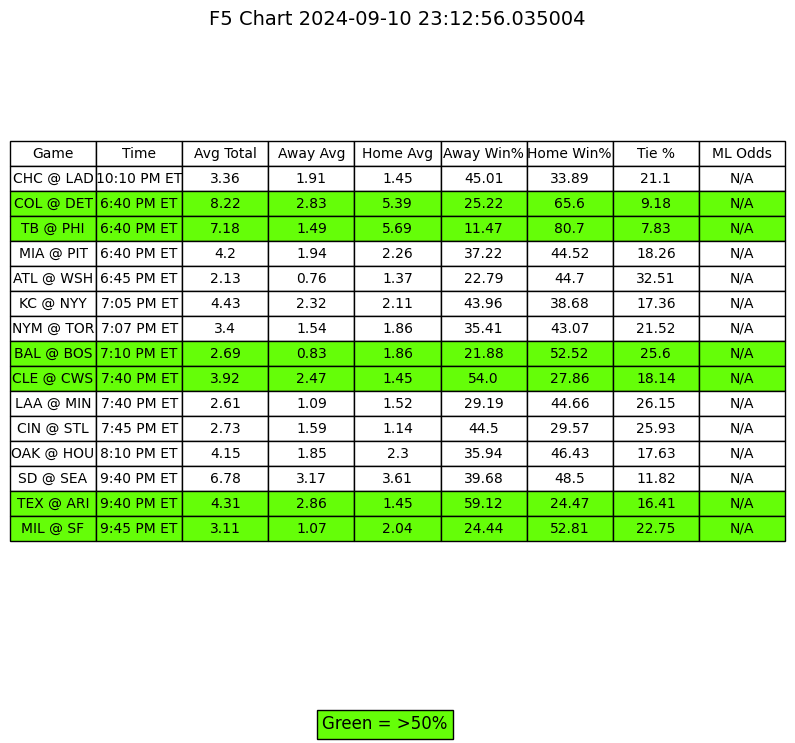 F5 Chart 2024-09-10 23:12:56.035004
Game Time Avg Total Away Avg Home Avg Away Win% Home Win% Tie % ML Odds
CHC @ LAD 10:10 PM ET 3.36 1.91 1.45 45.01 33.89 21.1 N/A
COL @ DET 6:40 PM ET 8.22 2.83 5.39 25.22 65.6 9.18 N/A
TB @ PHI 6:40 PM ET 7.18 1.49 5.69 11.47 80.7 7.83 N/A
MIA @ PIT 6:40 PM ET 4.2 1.94 2.26 37.22 44.52 18.26 N/A
ATL @ WSH 6:45 PM ET 2.13 0.76 1.37 22.79 44.7 32.51 N/A
KC @ NYY 7:05 PM ET 4.43 2.32 2.11 43.96 38.68 17.36 N/A
NYM @ TOR 7:07 PM ET 3.4 1.54 1.86 35.41 43.07 21.52 N/A
BAL @ BOS 7:10 PM ET 2.69 0.83 1.86 21.88 52.52 25.6 N/A
CLE @ CWS 7:40 PM ET 3.92 2.47 1.45 54.0 27.86 18.14 N/A
LAA @ MIN 7:40 PM ET 2.61 1.09 1.52 29.19 44.66 26.15 N/A
CIN @ STL 7:45 PM ET 2.73 1.59 1.14 44.5 29.57 25.93 N/A
OAK @ HOU 8:10 PM ET 4.15 1.85 2.3 35.94 46.43 17.63 N/A
SD @ SEA 9:40 PM ET 6.78 3.17 3.61 39.68 48.5 11.82 N/A
TEX @ ARI 9:40 PM ET 4.31 2.86 1.45 59.12 24.47 16.41 N/A
MIL @ SF 9:45 PM ET 3.11 1.07 2.04 24.44 52.81 22.75 N/A
Green = >50%